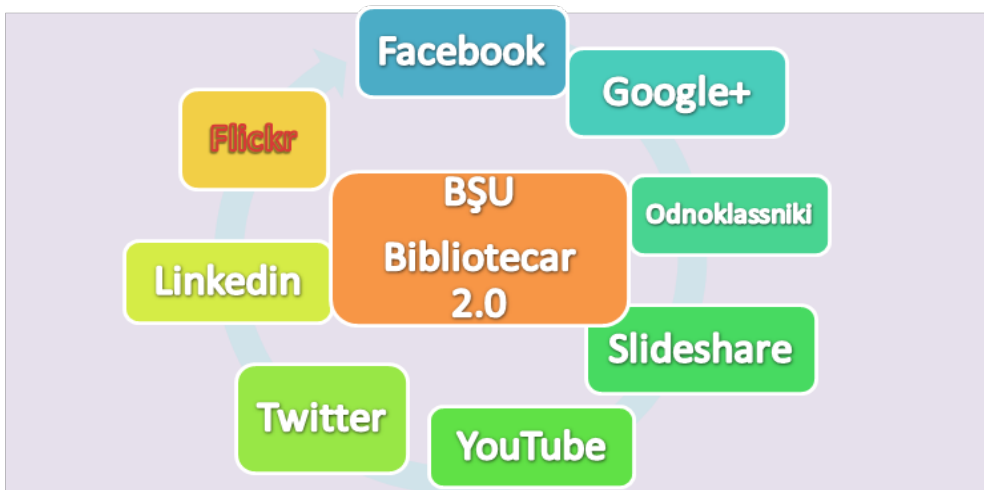 Facebook
Google+
Flickr
BŞU
Odnoklassniki
Bibliotecar
2.0
Linkedin
Slideshare
Twitter
YouTube